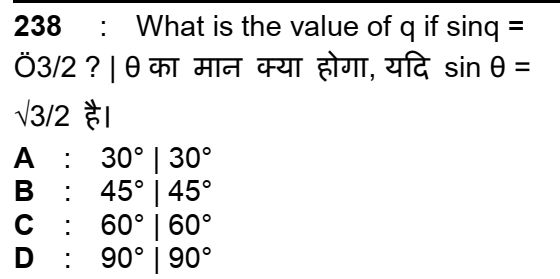 238 : What is the value of q if sinq =
Ö3/2 ? | θ का मान क्या होगा, यदि sin θ =
√3/2 है।
A : 30° | 30°
B : 45° | 45°
C : 60° | 60°
D : 90° | 90°